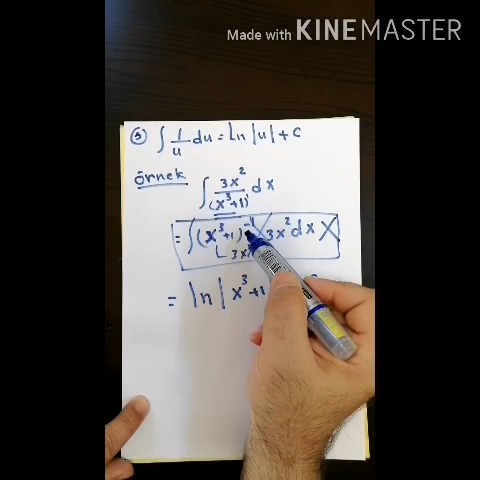 Made with KINEMASTER
③ ∫ 1/u du = Ln |u| + c
örnek
∫ 3x²/(x³+1)¹ dx
= ∫ (x³+1)⁻¹ 3x² dx
3x²
= ln | x³+1